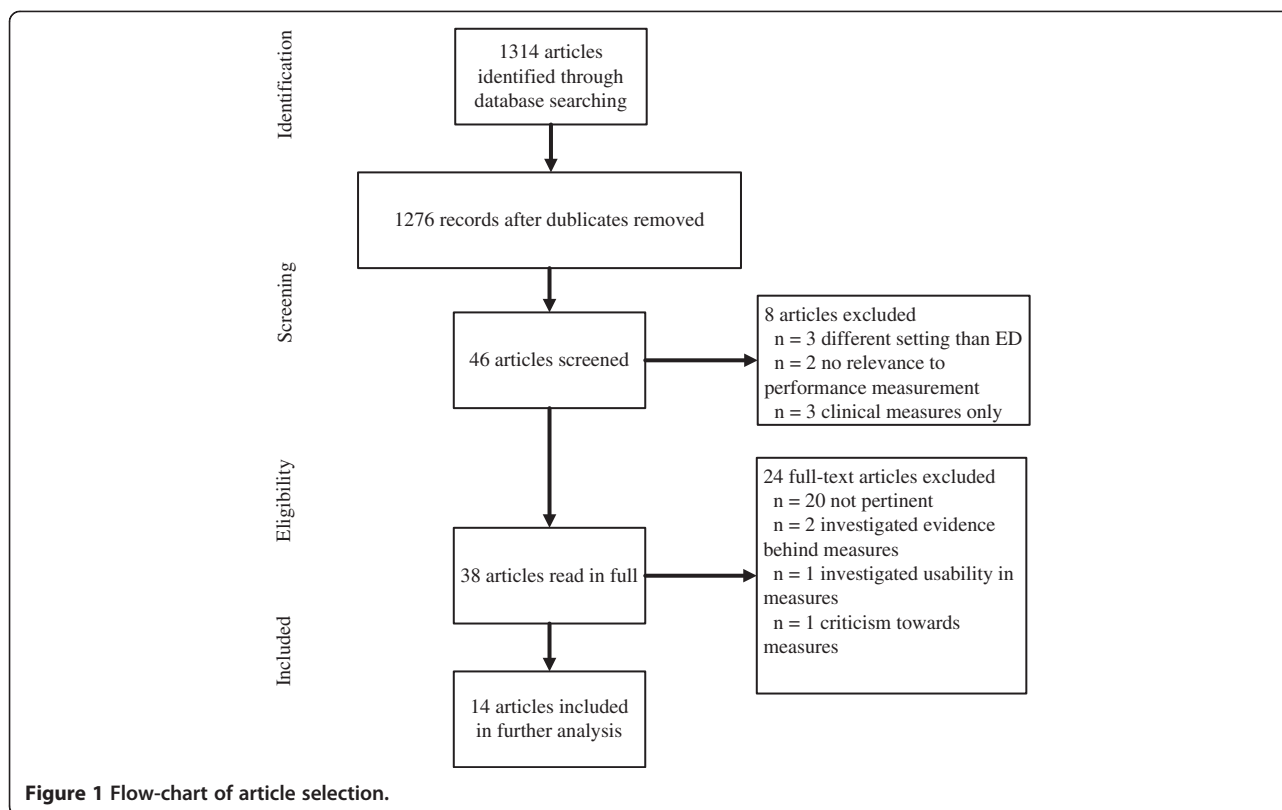 Identification
1314 articles
identified through
database searching
1276 records after dublicates removed
Screening
46 articles screened
8 articles excluded
n = 3 different setting than ED
n = 2 no relevance to
performance measurement
n = 3 clinical measures only
Eligibility
38 articles read in full
24 full-text articles excluded
n = 20 not pertinent
n = 2 investigated evidence
behind measures
n = 1 investigated usability in
measures
n = 1 criticism towards
measures
Included
14 articles included
in further analysis
Figure 1 Flow-chart of article selection.